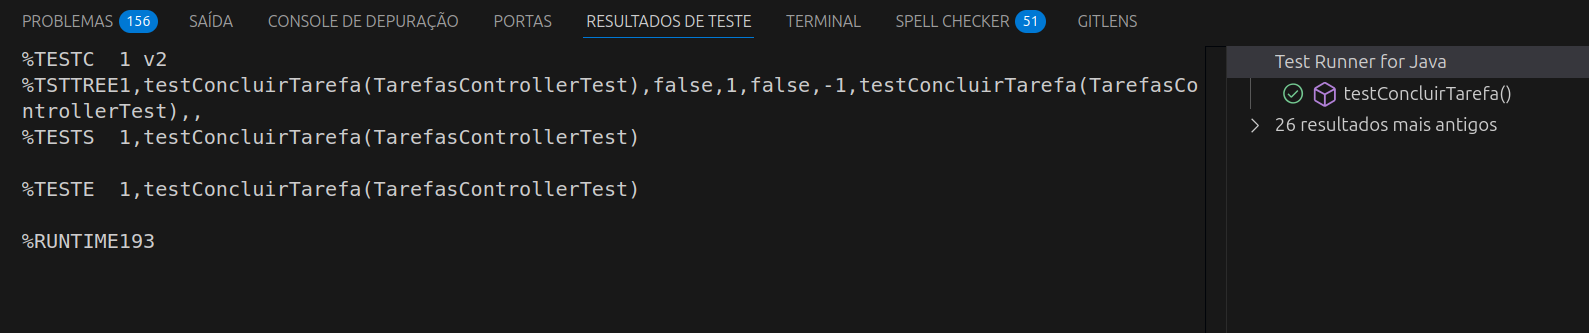 PROBLEMAS 156 SAÍDA CONSOLE DE DEPURAÇÃO PORTAS RESULTADOS DE TESTE TERMINAL SPELL CHECKER 51 GITLENS
%TESTC  1 v2
%TSTTREE1,testConcluirTarefa(TarefasControllerTest),false,1,false,-1,testConcluirTarefa(TarefasCo
ntrollerTest),,
%TESTS  1,testConcluirTarefa(TarefasControllerTest)
%TESTE  1,testConcluirTarefa(TarefasControllerTest)
%RUNTIME193
Test Runner for Java
testConcluirTarefa()
26 resultados mais antigos